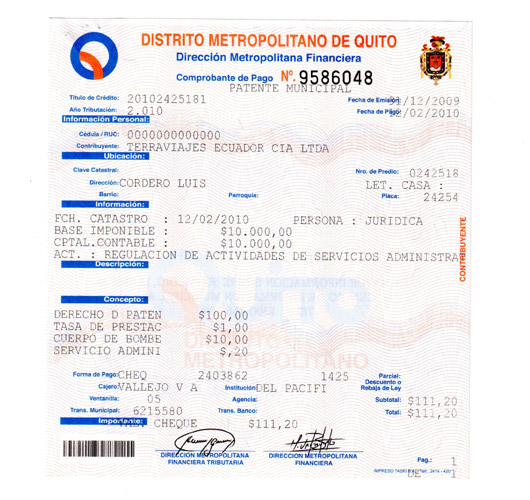 DISTRITO METROPOLITANO DE QUITO
Dirección Metropolitana Financiera
Comprobante de Pago Nº. 9586048
PATENTE MUNICIPAL
Título de Crédito: 20102425181 Fecha de Emisión: 31/12/2009
Año Tributación: 2.010 Fecha de Pago: 12/02/2010
Información Personal:
Cédula / RUC: 0000000000000
Contribuyente: TERRAVIAJES ECUADOR CIA LTDA
Ubicación:
Clave Catastral: Nro. de Predio: 0242518
Dirección: CORDERO LUIS LET. CASA :
Barrio: Parroquia: Placa: 24254
Información:
FCH. CATASTRO : 12/02/2010 PERSONA : JURIDICA
BASE IMPONIBLE : $10.000,00
CPTAL.CONTABLE : $10.000,00
ACT. : REGULACION DE ACTIVIDADES DE SERVICIOS ADMINISTRA
CONTRIBUYENTE
Descripción:
Concepto:
DERECHO D PATEN $100,00
TASA DE PRESTAC $1,00
CUERPO DE BOMBE $10,00
SERVICIO ADMINI $,20
METROPOLITANO
Forma de Pago: CHEQ 2403862 1425 Parcial:
Cajero: VALLEJO V A Institución: DEL PACIFI Descuento o Rebaja de Ley
Ventanilla: 05 Agencia: Subtotal: $111,20
Trans. Municipal: 6215580 Trans. Banco: Total: $111,20
Importante: CHEQUE $111,20
DIRECCIÓN METROPOLITANA FINANCIERA TRIBUTARIA
DIRECCIÓN METROPOLITANA FINANCIERA
Pag.: 1
DE 1